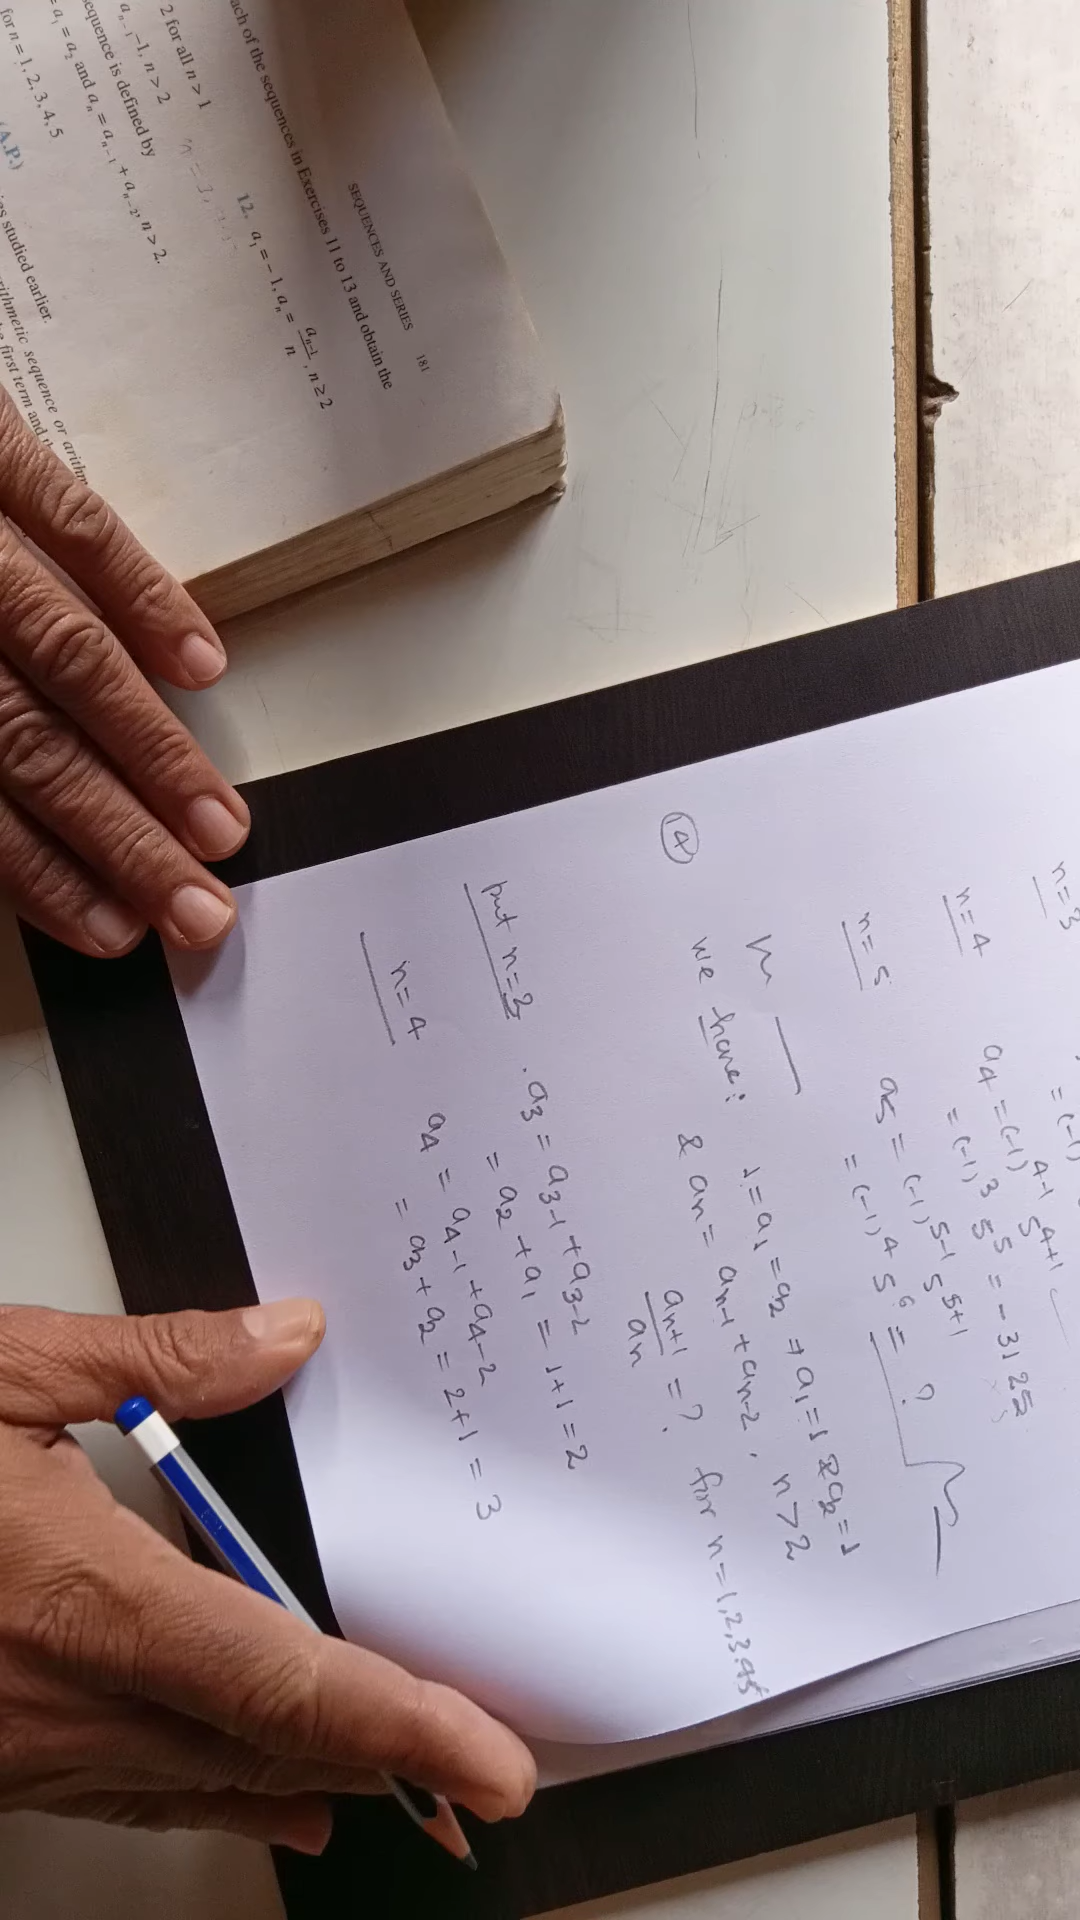 SEQUENCES AND SERIES 181
ach of the sequences in Exercises 11 to 13 and obtain the
12. a₁ = – 1, aₙ = aₙ₋₁/n , n ≥ 2
2 for all n > 1
aₙ₋₁–1, n > 2
equence is defined by
= a₁ = a₂ and aₙ = aₙ₋₁ + aₙ₋₂, n > 2.
for n = 1, 2, 3, 4, 5
(A.P.)
as studied earlier.
arithmetic sequence or arithm
first term and
n=3
= (-1)
n=4 a₄ = (-1)⁴⁻¹ 5⁴⁺¹
= (-1)³ 5⁵ = - 3125
n=5 a₅ = (-1)⁵⁻¹ 5⁵⁺¹
= (-1)⁴ 5⁶ = ?
(14) we have: 1 = a₁ = a₂ ⇒ a₁ = 1 & a₂ = 1
& aₙ = aₙ₋₁ + aₙ₋₂, n > 2
aₙ₊₁/aₙ = ? for n = 1, 2, 3, 4, 5
put n=3 . a₃ = a₃₋₁ + a₃₋₂
= a₂ + a₁ = 1+1 = 2
n=4 a₄ = a₄₋₁ + a₄₋₂
= a₃ + a₂ = 2+1 = 3